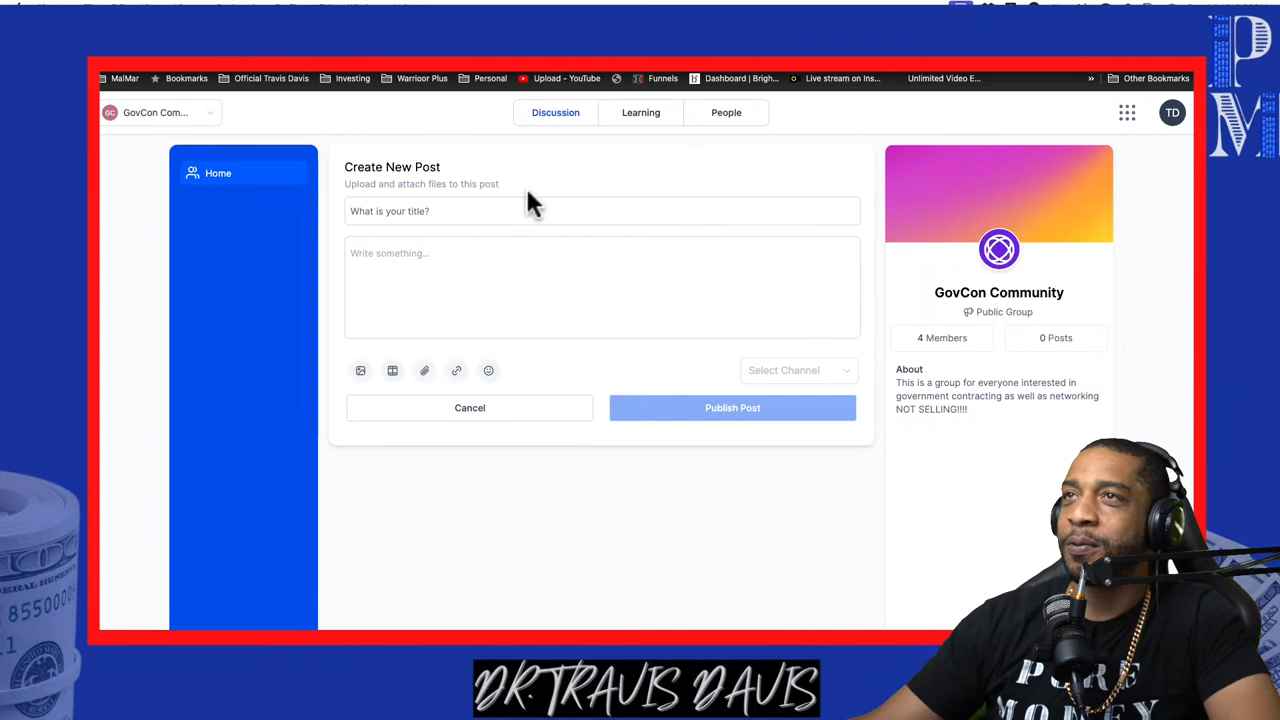 MalMar
Bookmarks
Official Travis Davis
Investing
Warrioor Plus
Personal
Upload - YouTube
Funnels
Dashboard | Brigh...
Live stream on Ins...
Unlimited Video E...
»
Other Bookmarks
GC
GovCon Com...
Discussion
Learning
People
TD
Home
Create New Post
Upload and attach files to this post
What is your title?
Write something...
Select Channel
Cancel
Publish Post
GovCon Community
Public Group
4 Members
0 Posts
About
This is a group for everyone interested in
government contracting as well as networking
NOT SELLING!!!!
PM
PURE
MONEY
DR. TRAVIS DAVIS